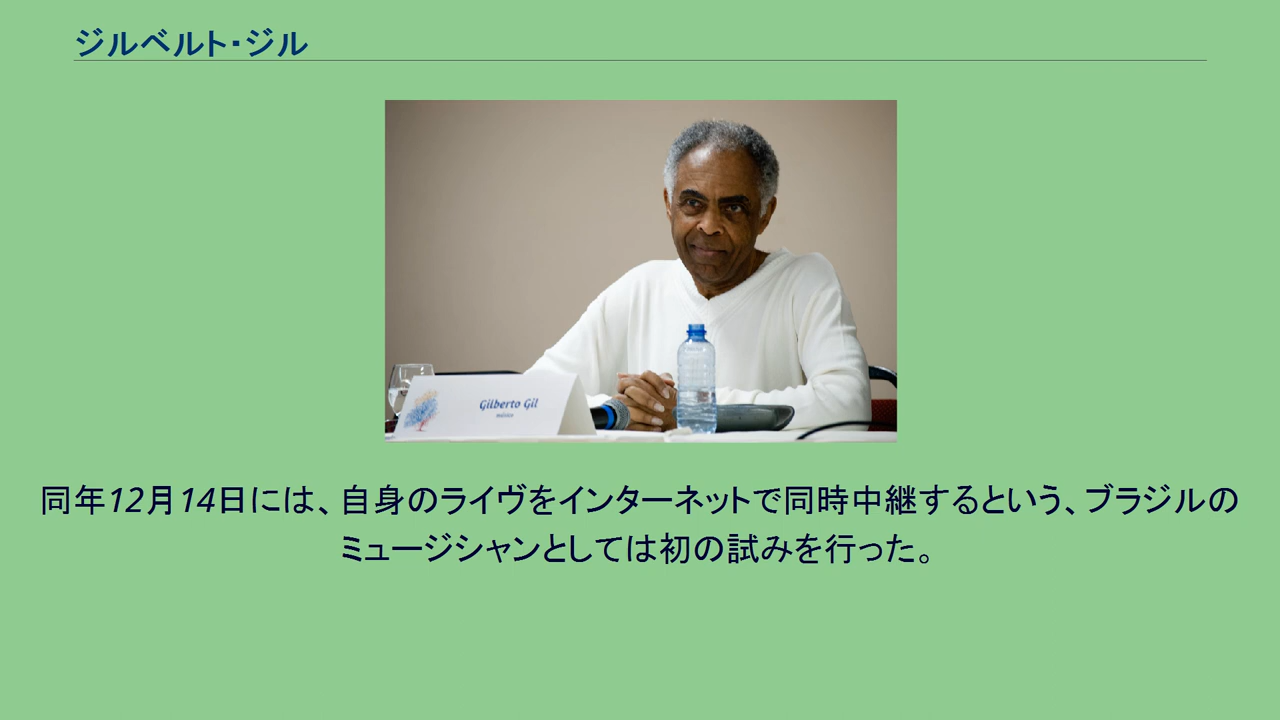 ジルベルト・ジル
Gilberto Gil
músico
同年12月14日には、自身のライヴをインターネットで同時中継するという、ブラジルの
ミュージシャンとしては初の試みを行った。